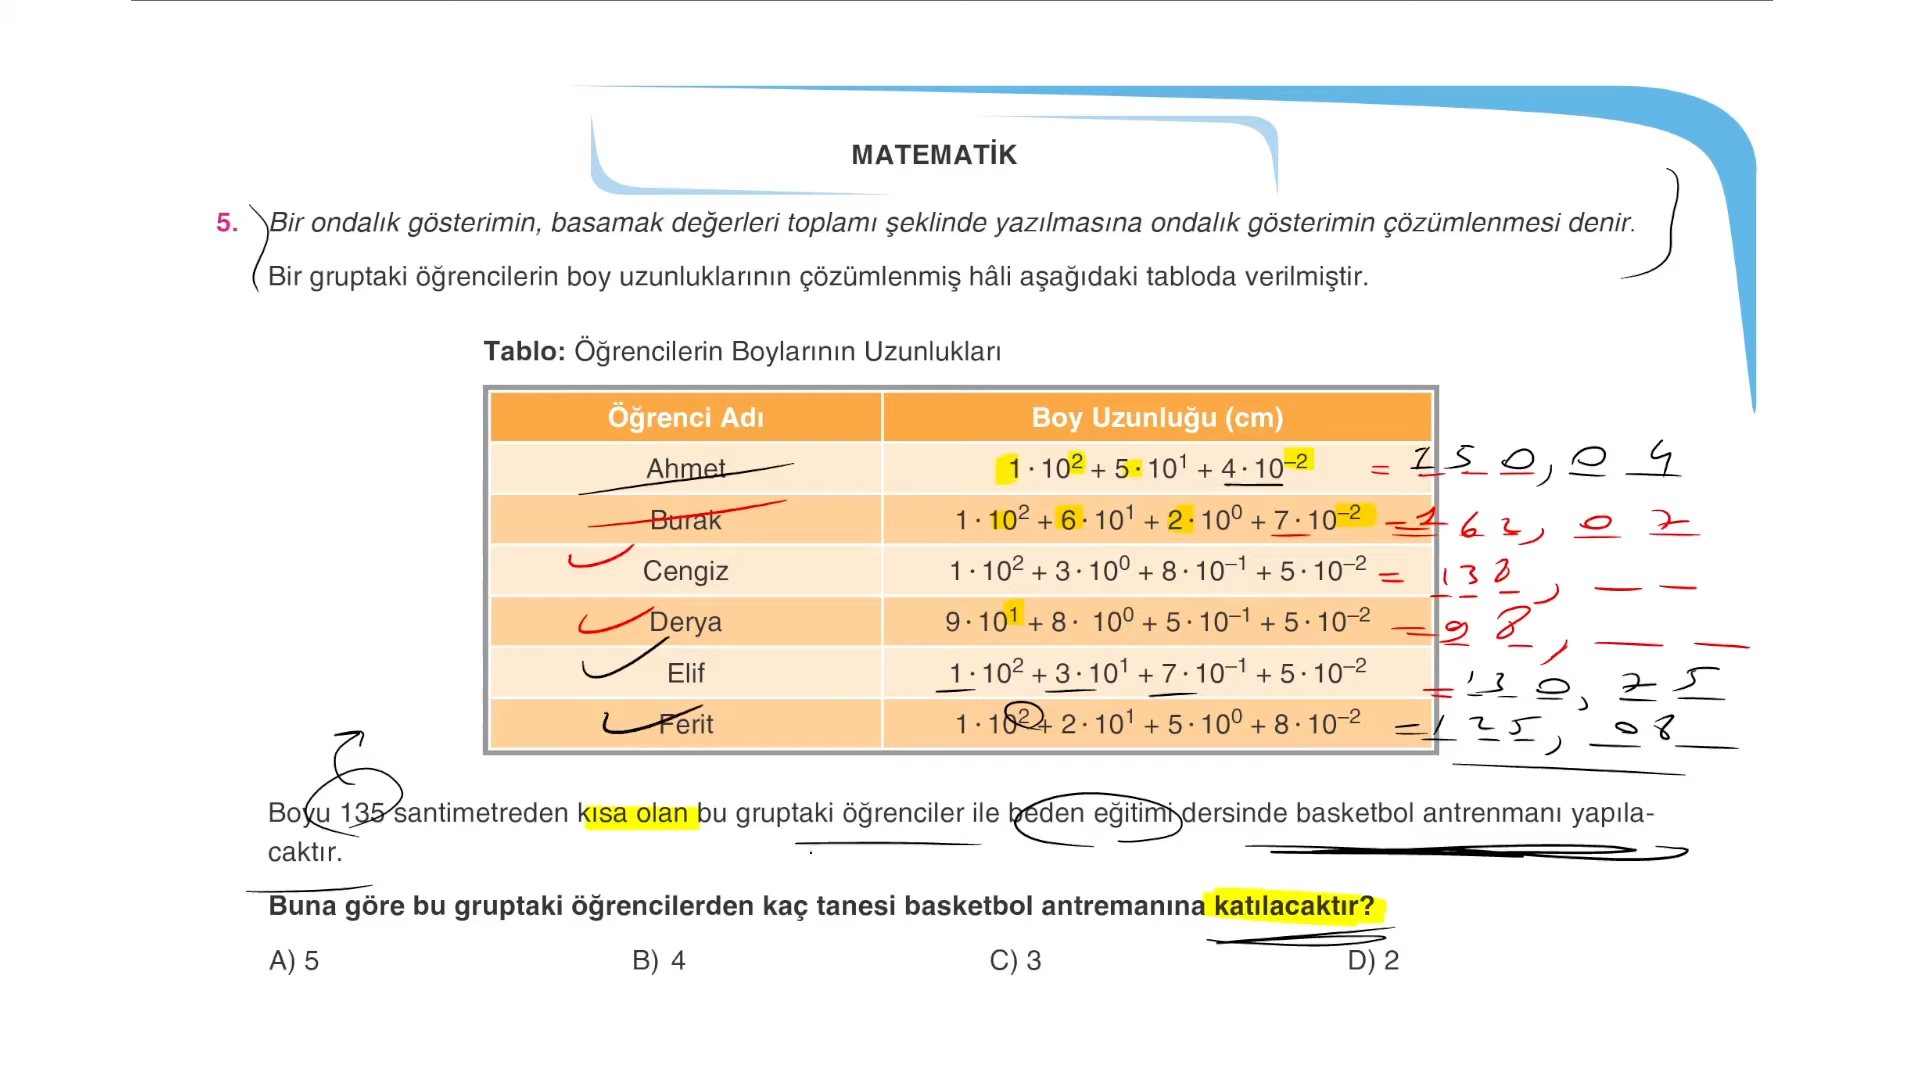 MATEMATİK
5. Bir ondalık gösterimin, basamak değerleri toplamı şeklinde yazılmasına ondalık gösterimin çözümlenmesi denir.
Bir gruptaki öğrencilerin boy uzunluklarının çözümlenmiş hâli aşağıdaki tabloda verilmiştir.
Tablo: Öğrencilerin Boylarının Uzunlukları
Öğrenci Adı Boy Uzunluğu (cm)
Ahmet 1 · 10² + 5 · 10¹ + 4 · 10⁻² = 150,04
Burak 1 · 10² + 6 · 10¹ + 2 · 10⁰ + 7 · 10⁻² = 162,07
Cengiz 1 · 10² + 3 · 10⁰ + 8 · 10⁻¹ + 5 · 10⁻² = 138, _ _
Derya 9 · 10¹ + 8 · 10⁰ + 5 · 10⁻¹ + 5 · 10⁻² = 98, _ _
Elif 1 · 10² + 3 · 10¹ + 7 · 10⁻¹ + 5 · 10⁻² = 130,75
Ferit 1 · 10² + 2 · 10¹ + 5 · 10⁰ + 8 · 10⁻² = 125,08
Boyu 135 santimetreden kısa olan bu gruptaki öğrenciler ile beden eğitimi dersinde basketbol antrenmanı yapıla-
caktır.
Buna göre bu gruptaki öğrencilerden kaç tanesi basketbol antremanına katılacaktır?
A) 5 B) 4 C) 3 D) 2